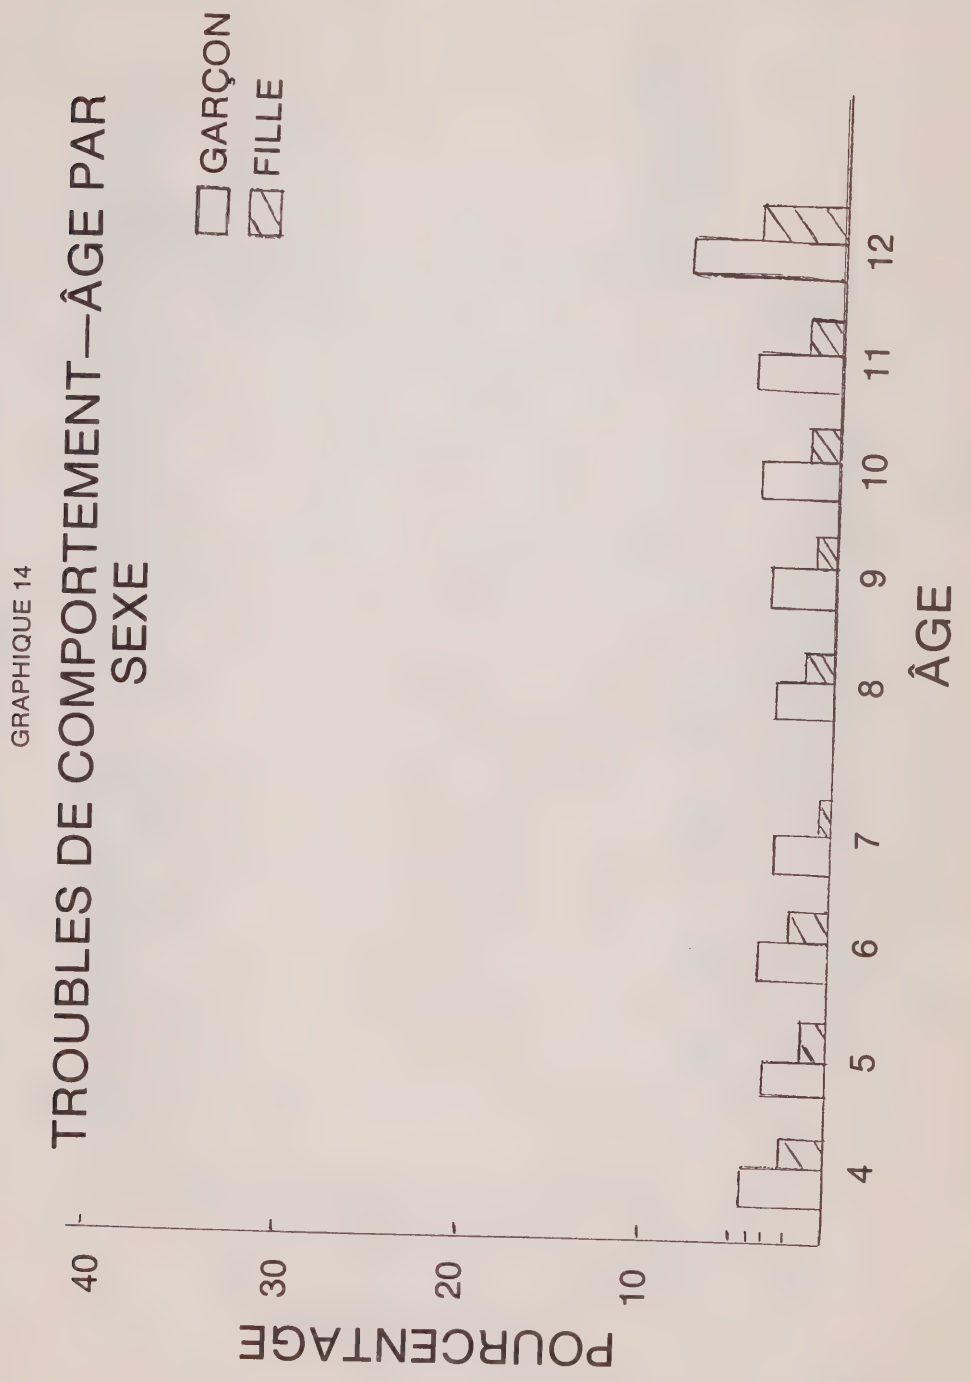 GRAPHIQUE 14
TROUBLES DE COMPORTEMENT—ÂGE PAR
SEXE
GARÇON
FILLE
POURCENTAGE
40
30
20
10
4
5
6
7
8
9
10
11
12
ÂGE